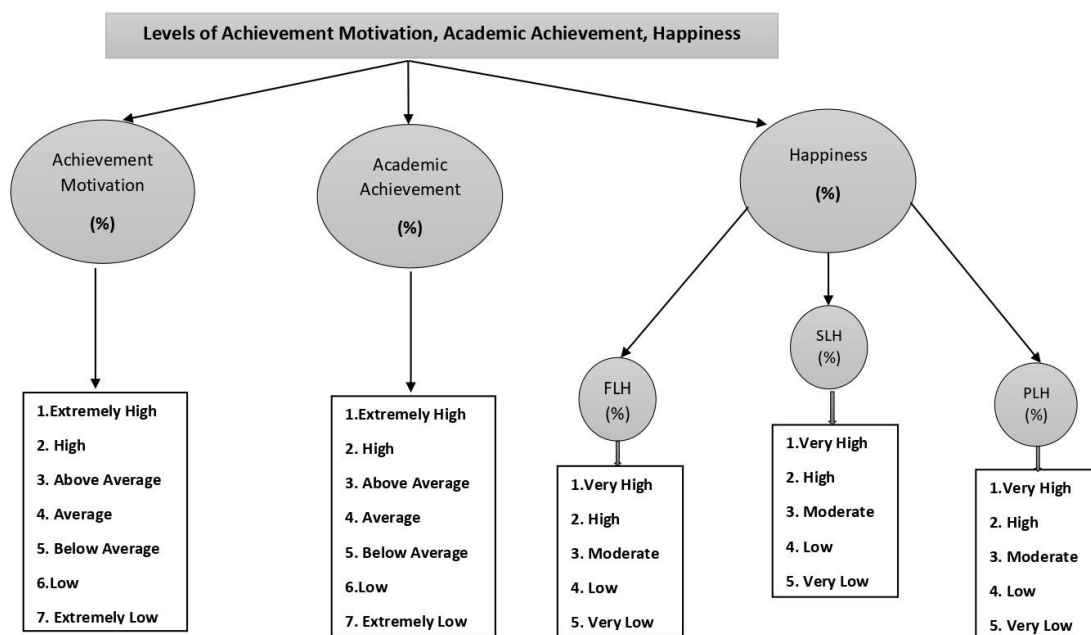 Levels of Achievement Motivation, Academic Achievement, Happiness
Achievement
Motivation
(%)
Academic
Achievement
(%)
Happiness
(%)
1.Extremely High
2. High
3. Above Average
4. Average
5. Below Average
6.Low
7. Extremely Low
1.Extremely High
2. High
3. Above Average
4. Average
5. Below Average
6.Low
7. Extremely Low
FLH
(%)
1.Very High
2. High
3. Moderate
4. Low
5. Very Low
SLH
(%)
1.Very High
2. High
3. Moderate
4. Low
5. Very Low
PLH
(%)
1.Very High
2. High
3. Moderate
4. Low
5. Very Low